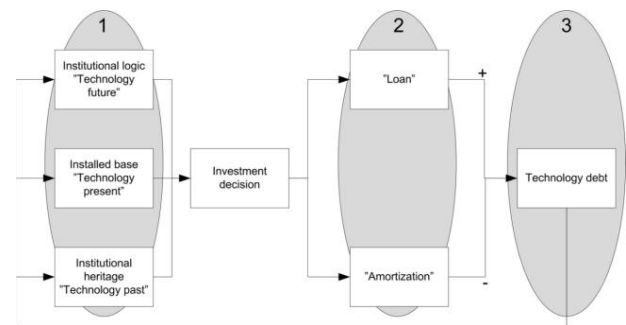 1
2
3
Institutional logic
"Technology
future"
Installed base
"Technology
present"
Institutional
heritage
"Technology past"
Investment
decision
"Loan"
"Amortization"
+
-
Technology debt